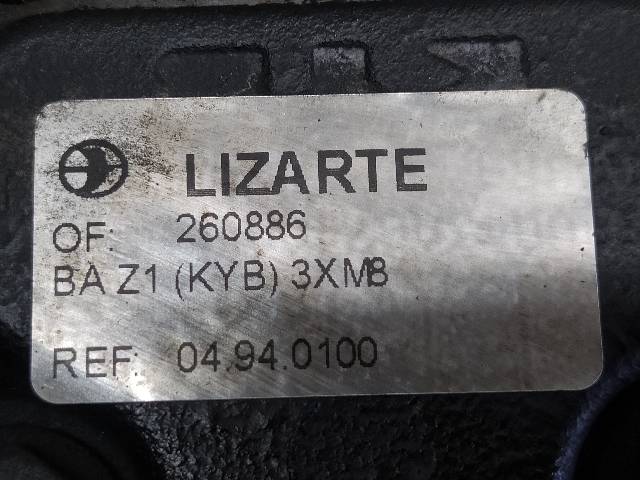 LIZARTE
OF: 260886
BA Z1 (KYB) 3XM8
REF: 04.94.0100